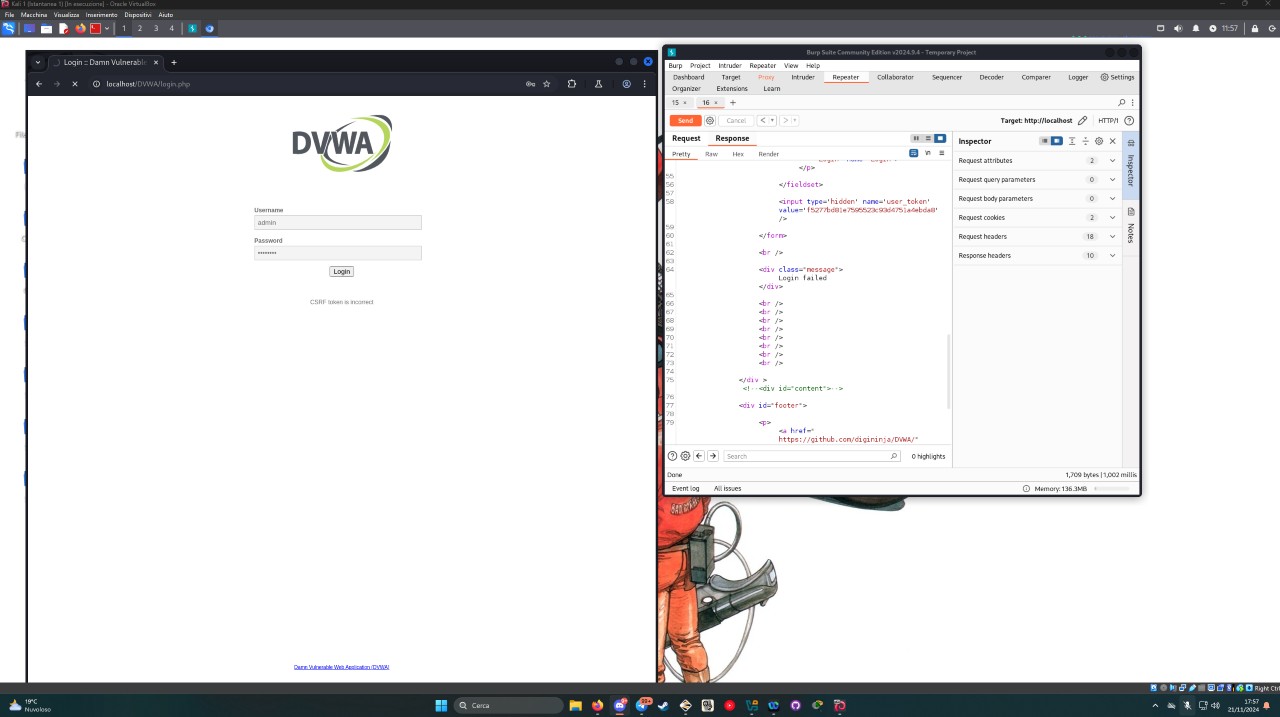 Kali 1 (Istantanea 1) [In esecuzione] - Oracle VirtualBox
File Macchina Visualizza Inserimento Dispositivi Aiuto
1 2 3 4
11:57
Login :: Damn Vulnerable
localhost/DVWA/login.php
DVWA
Username
admin
Password
••••••••
Login
CSRF token is incorrect
Damn Vulnerable Web Application (DVWA)
Burp Suite Community Edition v2024.9.4 - Temporary Project
Burp Project Intruder Repeater View Help
Dashboard Target Proxy Intruder Repeater Collaborator Sequencer Decoder Comparer Logger Settings
Organizer Extensions Learn
15 × 16 × +
Send Cancel < > Target: http://localhost HTTP/1
Request Response
Pretty Raw Hex Render
</p>
55
56 </fieldset>
57
58 <input type='hidden' name='user_token'
value='f5277bd81e7595523c93d4751a4ebda8'
/>
59
60 </form>
61
62 <br />
63
64 <div class="message">
Login failed
</div>
65
66 <br />
67 <br />
68 <br />
69 <br />
70 <br />
71 <br />
72 <br />
73 <br />
74
75 </div >
<!--<div id="content">-->
76
77 <div id="footer">
78
79 <p>
<a href="
https://github.com/digininja/DVWA/"
Search 0 highlights
Done 1,709 bytes | 1,002 millis
Event log All issues Memory: 136.3MB
Inspector
Request attributes 2
Request query parameters 0
Request body parameters 0
Request cookies 2
Request headers 18
Response headers 10
Inspector
Notes
Right Ctrl
19°C
Nuvoloso
Cerca
17:57
21/11/2024